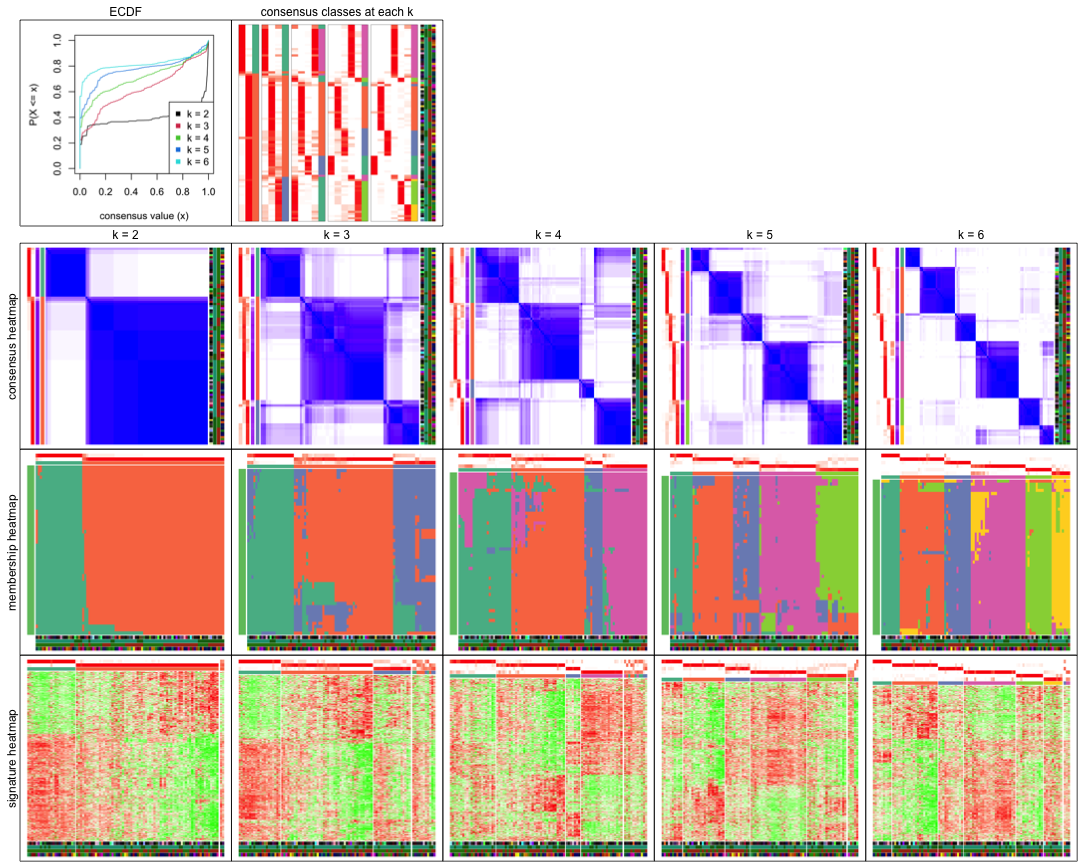 ECDF
consensus classes at each k
P(X <= x)
0.0 0.2 0.4 0.6 0.8 1.0
k = 2
k = 3
k = 4
k = 5
k = 6
0.0 0.2 0.4 0.6 0.8 1.0
consensus value (x)
k = 2
k = 3
k = 4
k = 5
k = 6
consensus heatmap
membership heatmap
signature heatmap